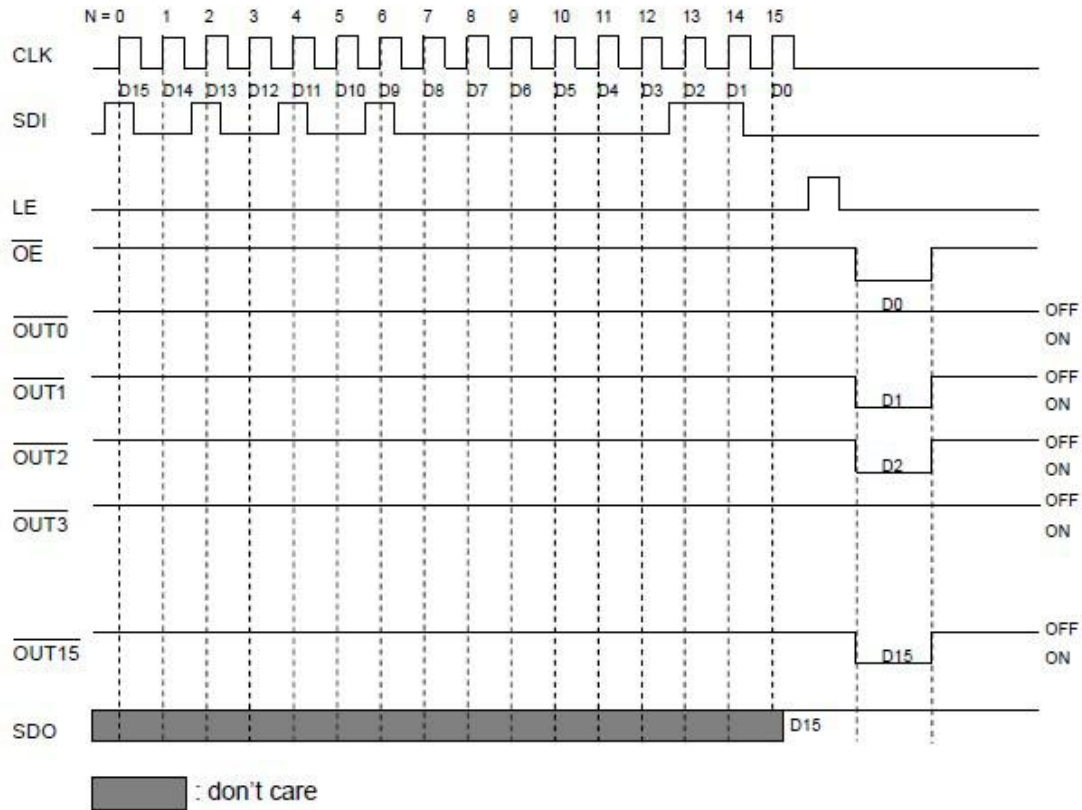 N = 0 1 2 3 4 5 6 7 8 9 10 11 12 13 14 15
CLK
D15 D14 D13 D12 D11 D10 D9 D8 D7 D6 D5 D4 D3 D2 D1 D0
SDI
LE
OE
D0
OFF
OUT0
ON
OFF
OUT1
D1
ON
OFF
OUT2
D2
ON
OFF
OUT3
ON
OFF
OUT15
D15
ON
SDO
D15
: don't care